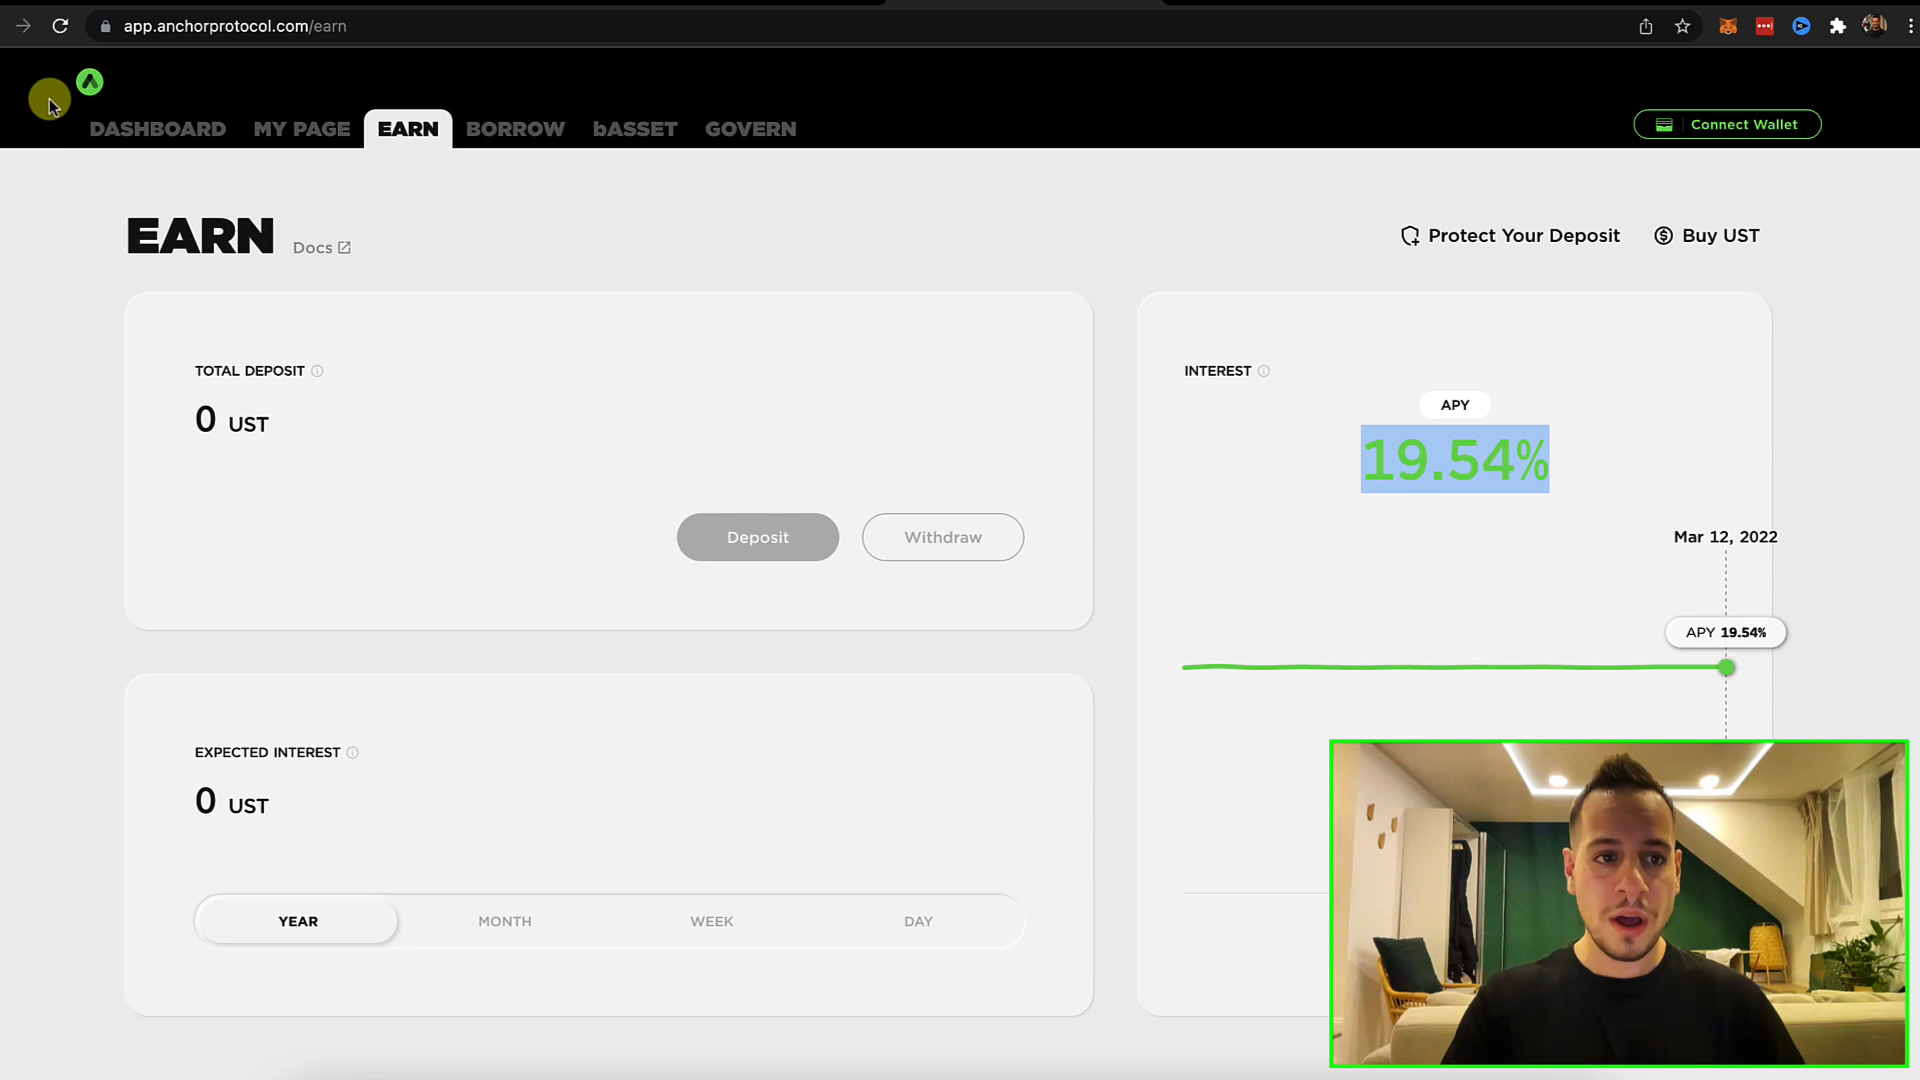 app.anchorprotocol.com/earn
DASHBOARD MY PAGE EARN BORROW bASSET GOVERN
Connect Wallet
EARN Docs
Protect Your Deposit Buy UST
TOTAL DEPOSIT
0 UST
Deposit Withdraw
INTEREST
APY
19.54%
Mar 12, 2022
APY 19.54%
EXPECTED INTEREST
0 UST
YEAR MONTH WEEK DAY